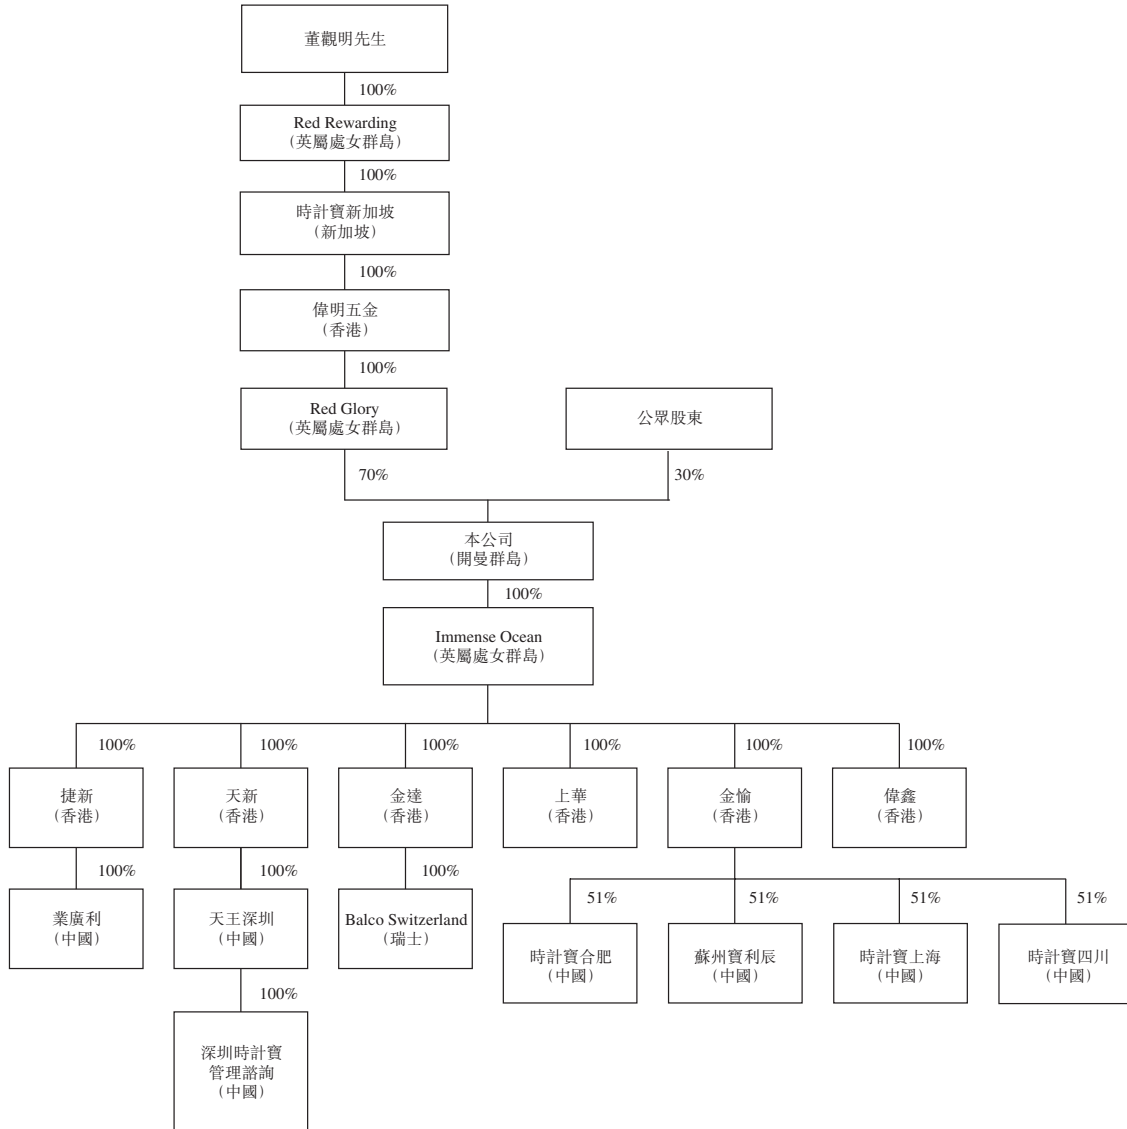 董觀明先生
100%
Red Rewarding
（英屬處女群島）
100%
時計寶新加坡
（新加坡）
100%
偉明五金
（香港）
100%
Red Glory
（英屬處女群島）
公眾股東
70%
30%
本公司
（開曼群島）
100%
Immense Ocean
（英屬處女群島）
100%
100%
100%
100%
100%
100%
捷新
（香港）
天新
（香港）
金達
（香港）
上華
（香港）
金愉
（香港）
偉鑫
（香港）
100%
100%
100%
51%
51%
51%
51%
業廣利
（中國）
天王深圳
（中國）
Balco Switzerland
（瑞士）
時計寶合肥
（中國）
蘇州寶利辰
（中國）
時計寶上海
（中國）
時計寶四川
（中國）
100%
深圳時計寶
管理諮詢
（中國）